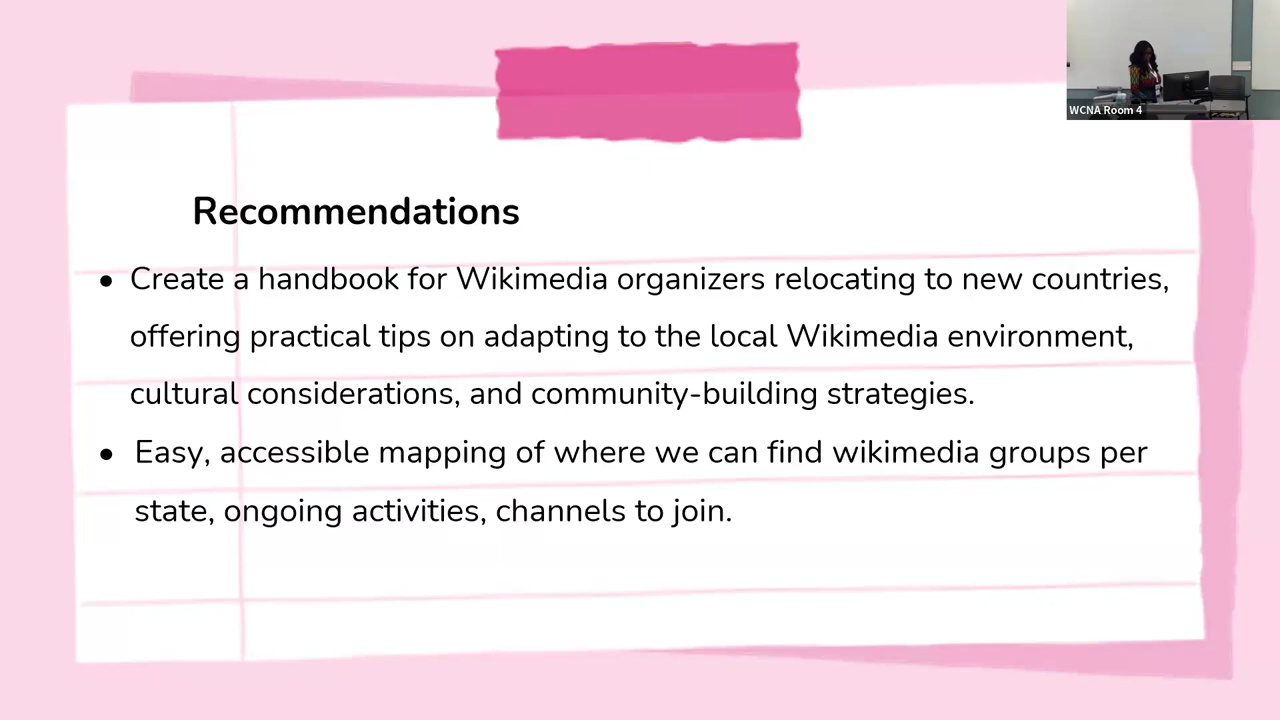 WCNA Room 4
Recommendations
● Create a handbook for Wikimedia organizers relocating to new countries,
offering practical tips on adapting to the local Wikimedia environment,
cultural considerations, and community-building strategies.
● Easy, accessible mapping of where we can find wikimedia groups per
state, ongoing activities, channels to join.